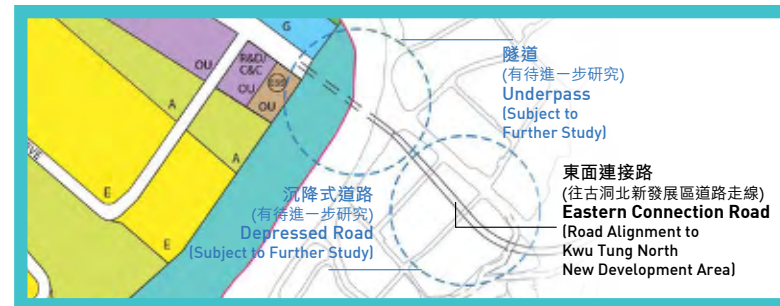 G
OU
R&D/
C&C
OU
ESS
OU
A
A
E
E
隧道
(有待進一步研究)
Underpass
(Subject to
Further Study)
沉降式道路
(有待進一步研究)
Depressed Road
(Subject to Further Study)
東面連接路
(往古洞北新發展區道路走線)
Eastern Connection Road
(Road Alignment to
Kwu Tung North
New Development Area)